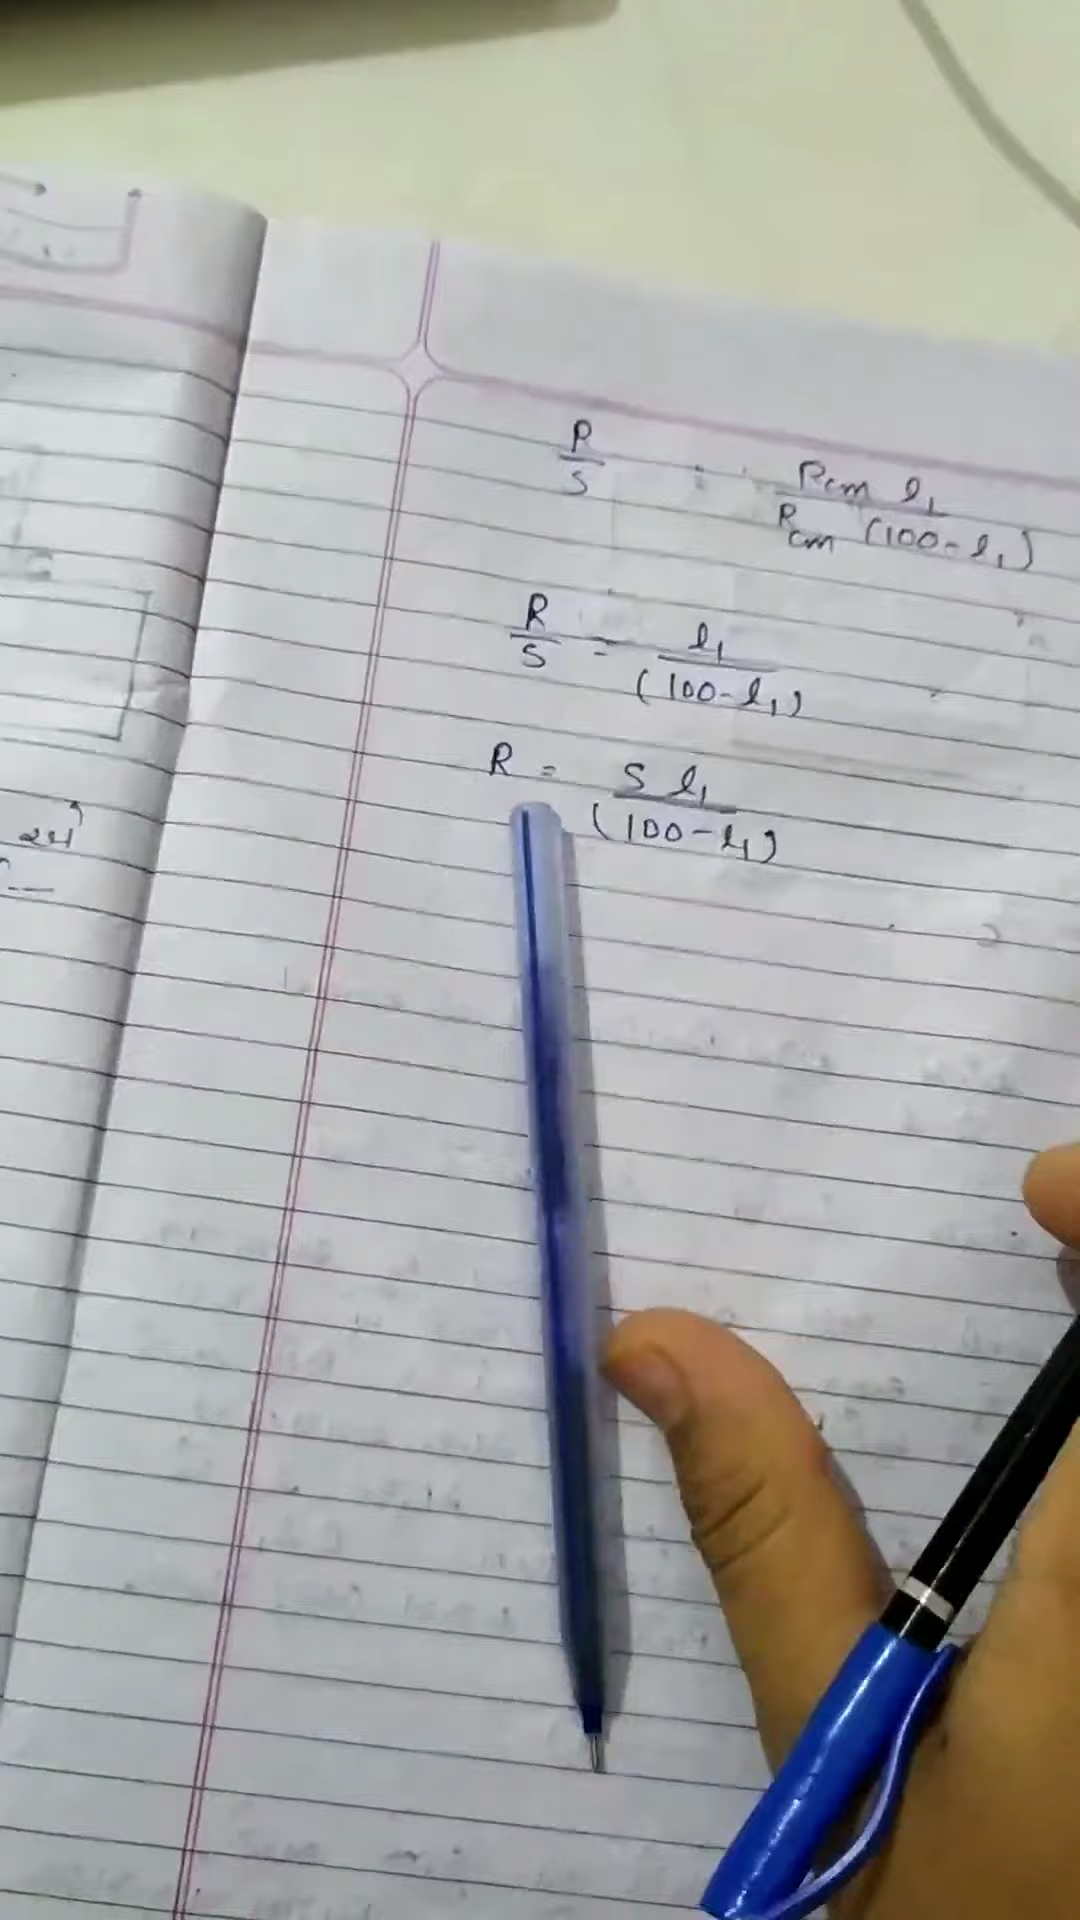 R/S = Rcm l₁ / Rcm (100-l₁)
R/S = l₁ / (100-l₁)
R = S l₁ / (100-l₁)